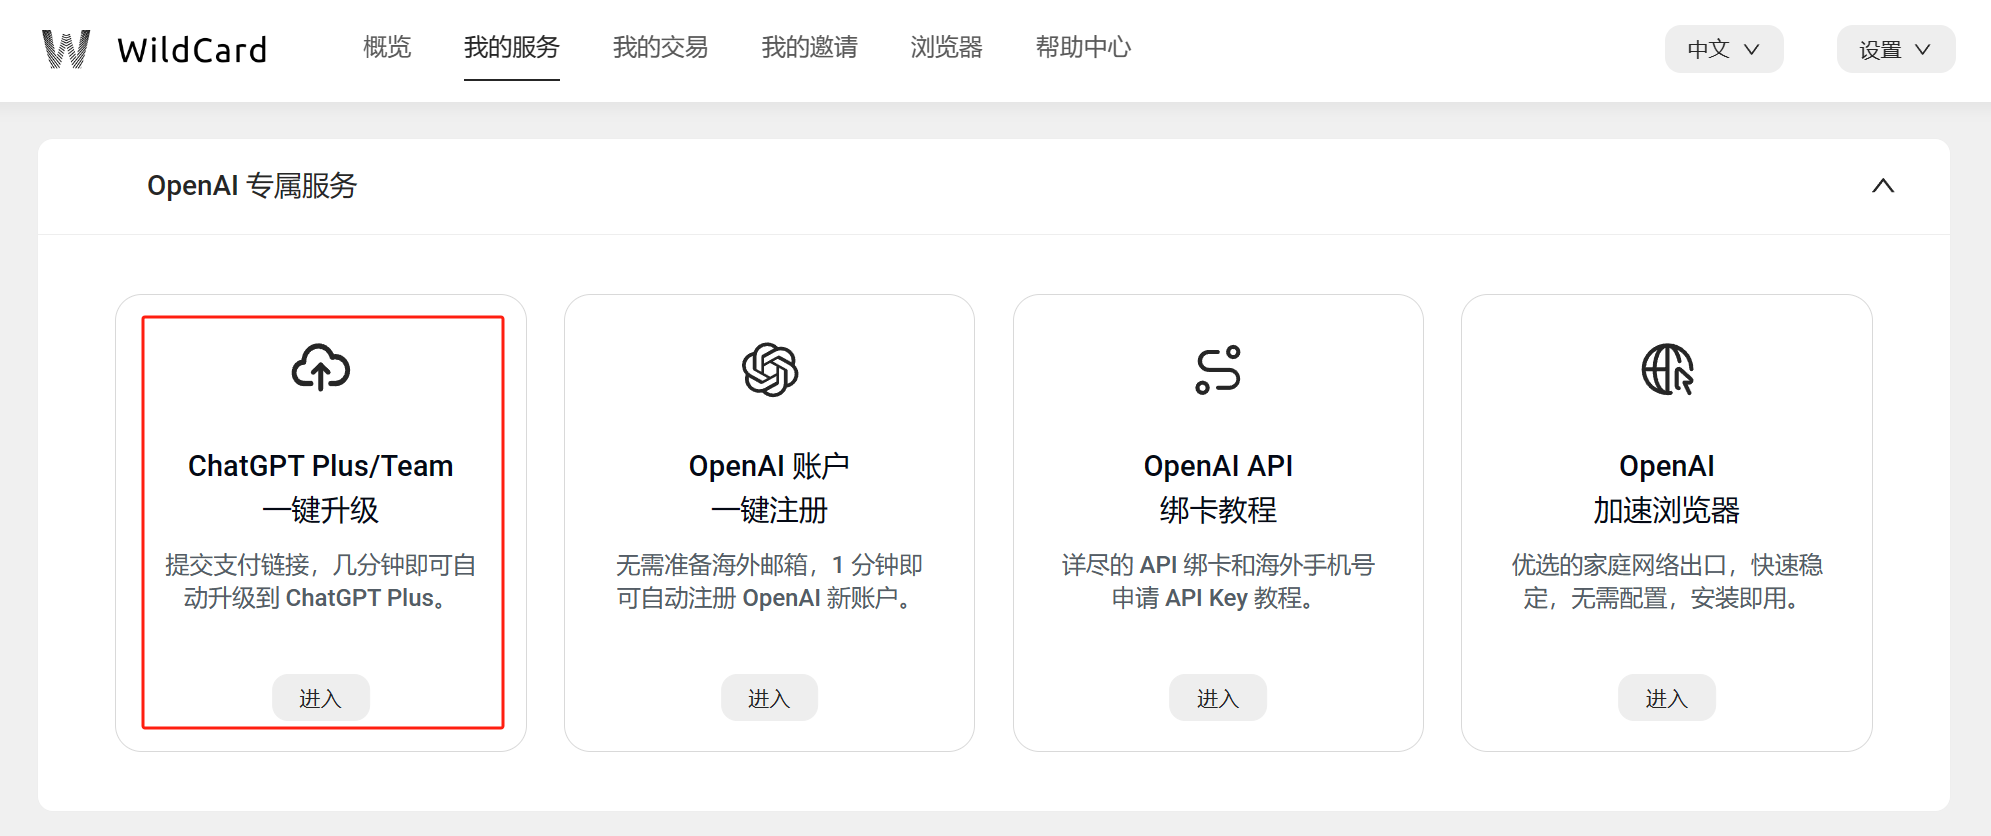 WildCard
概览
我的服务
我的交易
我的邀请
浏览器
帮助中心
中文
设置
OpenAI 专属服务
ChatGPT Plus/Team
一键升级
提交支付链接，几分钟即可自
动升级到 ChatGPT Plus。
进入
OpenAI 账户
一键注册
无需准备海外邮箱，1 分钟即
可自动注册 OpenAI 新账户。
进入
OpenAI API
绑卡教程
详尽的 API 绑卡和海外手机号
申请 API Key 教程。
进入
OpenAI
加速浏览器
优选的家庭网络出口，快速稳
定，无需配置，安装即用。
进入